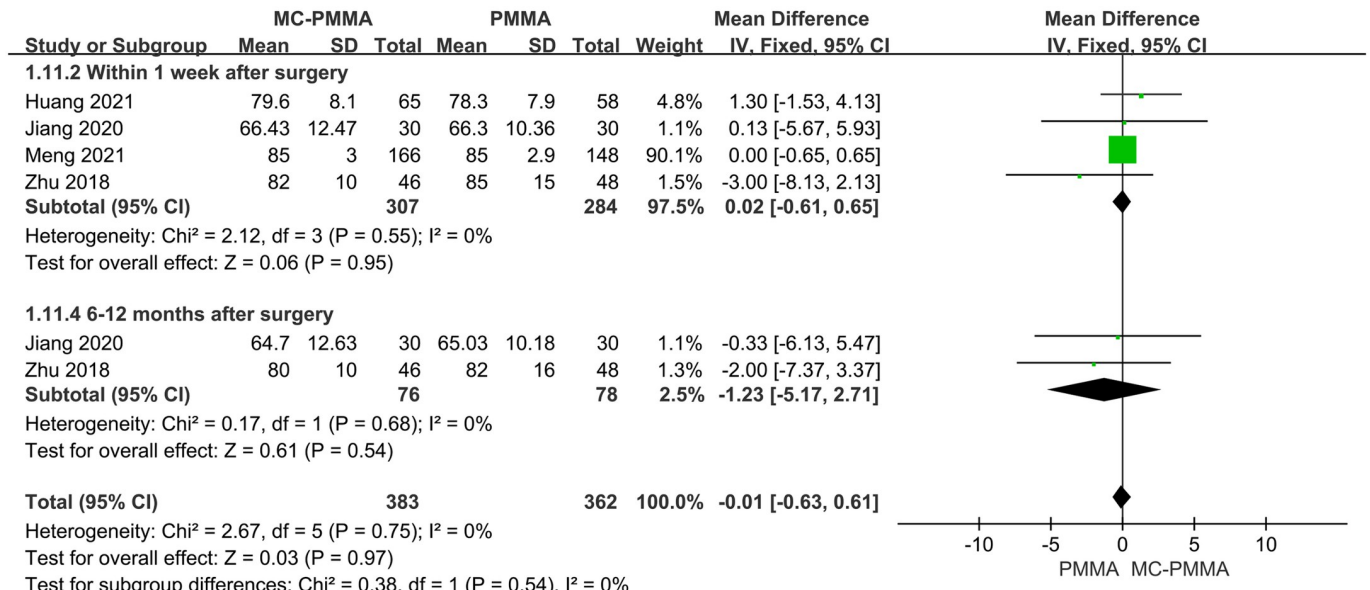 MC-PMMA PMMA Mean Difference Mean Difference
Study or Subgroup Mean SD Total Mean SD Total Weight IV, Fixed, 95% CI IV, Fixed, 95% CI
1.11.2 Within 1 week after surgery
Huang 2021 79.6 8.1 65 78.3 7.9 58 4.8% 1.30 [-1.53, 4.13]
Jiang 2020 66.43 12.47 30 66.3 10.36 30 1.1% 0.13 [-5.67, 5.93]
Meng 2021 85 3 166 85 2.9 148 90.1% 0.00 [-0.65, 0.65]
Zhu 2018 82 10 46 85 15 48 1.5% -3.00 [-8.13, 2.13]
Subtotal (95% CI) 307 284 97.5% 0.02 [-0.61, 0.65]
Heterogeneity: Chi² = 2.12, df = 3 (P = 0.55); I² = 0%
Test for overall effect: Z = 0.06 (P = 0.95)
1.11.4 6-12 months after surgery
Jiang 2020 64.7 12.63 30 65.03 10.18 30 1.1% -0.33 [-6.13, 5.47]
Zhu 2018 80 10 46 82 16 48 1.3% -2.00 [-7.37, 3.37]
Subtotal (95% CI) 76 78 2.5% -1.23 [-5.17, 2.71]
Heterogeneity: Chi² = 0.17, df = 1 (P = 0.68); I² = 0%
Test for overall effect: Z = 0.61 (P = 0.54)
Total (95% CI) 383 362 100.0% -0.01 [-0.63, 0.61]
Heterogeneity: Chi² = 2.67, df = 5 (P = 0.75); I² = 0%
Test for overall effect: Z = 0.03 (P = 0.97)
Test for subgroup differences: Chi² = 0.38, df = 1 (P = 0.54), I² = 0%
-10 -5 0 5 10
PMMA MC-PMMA